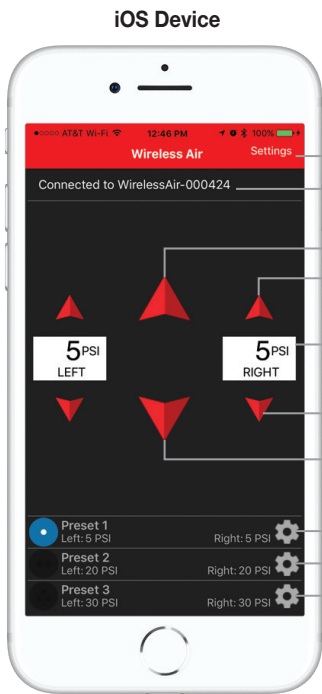 iOS Device
AT&T Wi-Fi 12:46 PM 100%
Wireless Air Settings
Connected to WirelessAir-000424
5PSI 5PSI
LEFT RIGHT
Preset 1
Left: 5 PSI Right: 5 PSI
Preset 2
Left: 20 PSI Right: 20 PSI
Preset 3
Left: 30 PSI Right: 30 PSI